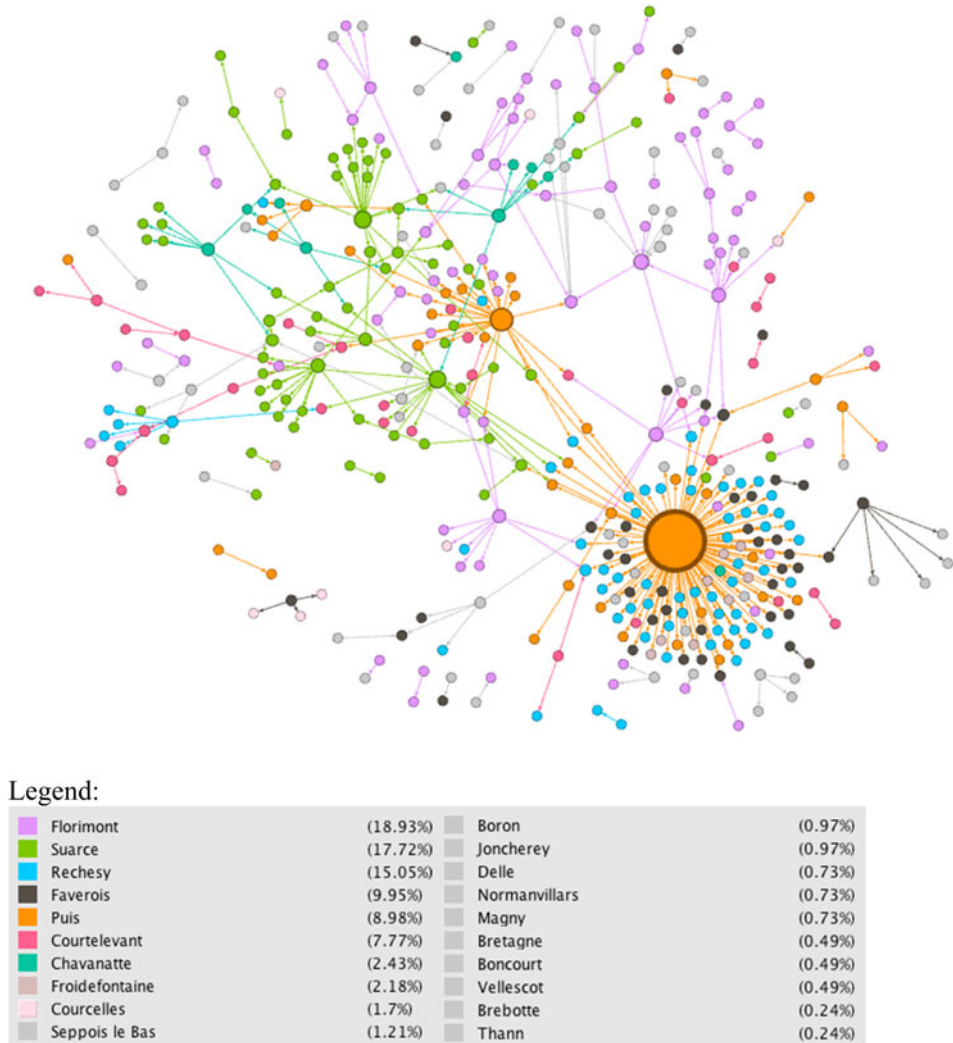 Legend:
Florimont (18.93%) Boron (0.97%)
Suarce (17.72%) Joncherey (0.97%)
Rechesy (15.05%) Delle (0.73%)
Faverois (9.95%) Normanvillars (0.73%)
Puis (8.98%) Magny (0.73%)
Courtelevant (7.77%) Bretagne (0.49%)
Chavanatte (2.43%) Boncourt (0.49%)
Froidefontaine (2.18%) Vellescot (0.49%)
Courcelles (1.7%) Brebotte (0.24%)
Seppois le Bas (1.21%) Thann (0.24%)